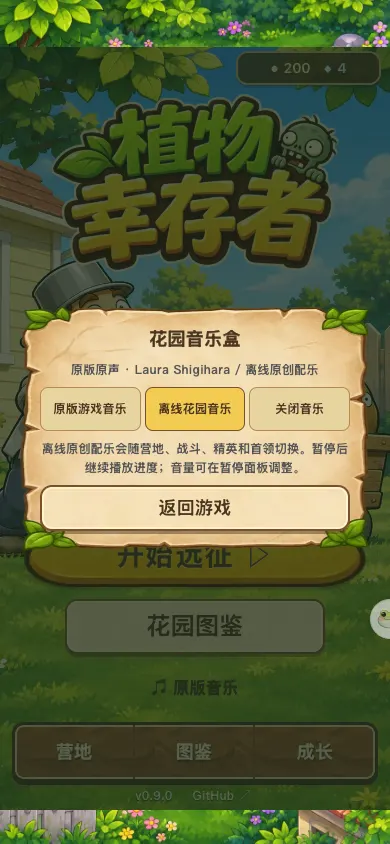 200 4
植物
幸存者
花园音乐盒
原版原声 · Laura Shigihara / 离线原创配乐
原版游戏音乐 离线花园音乐 关闭音乐
离线原创配乐会随营地、战斗、精英和首领切换。暂停后
继续播放进度；音量可在暂停面板调整。
返回游戏
开始远征
花园图鉴
原版音乐
营地 图鉴 成长
v0.9.0 GitHub